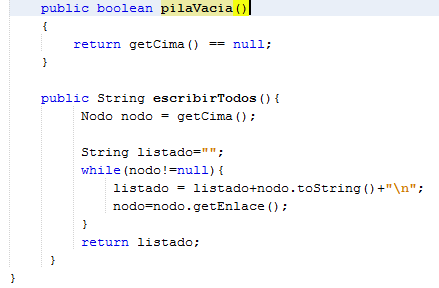 public boolean pilaVacia()
{
return getCima() == null;
}
public String escribirTodos(){
Nodo nodo = getCima();
String listado="";
while(nodo!=null){
listado = listado+nodo.toString()+"\n";
nodo=nodo.getEnlace();
}
return listado;
}
}